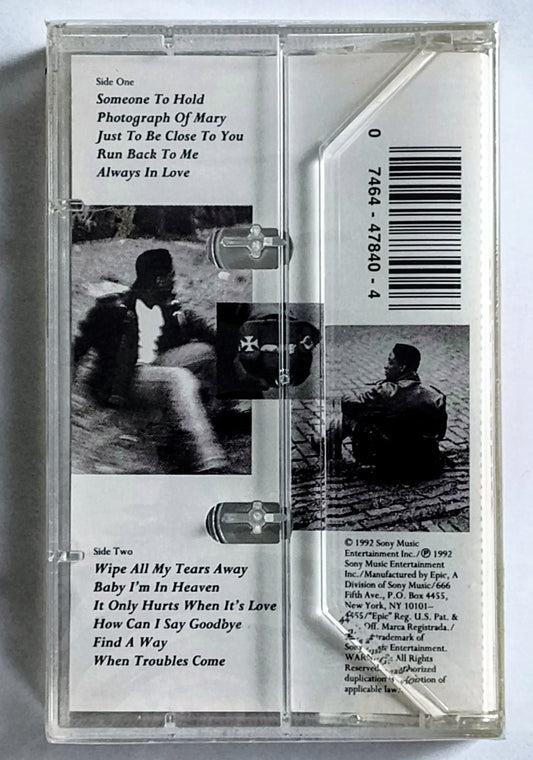 Side One
Someone To Hold
Photograph Of Mary
Just To Be Close To You
Run Back To Me
Always In Love
0 7464-47840-4
Side Two
Wipe All My Tears Away
Baby I'm In Heaven
It Only Hurts When It's Love
How Can I Say Goodbye
Find A Way
When Troubles Come
© 1992 Sony Music
Entertainment Inc./℗ 1992
Sony Music Entertainment
Inc./Manufactured by Epic, A
Division of Sony Music/666
Fifth Ave., P.O. Box 4455,
New York, NY 10101–
4455/"Epic" Reg. U.S. Pat. &
Off. Marca Registrada./
trademark of
Entertainment.
All Rights
Reserved.
duplication
applicable law